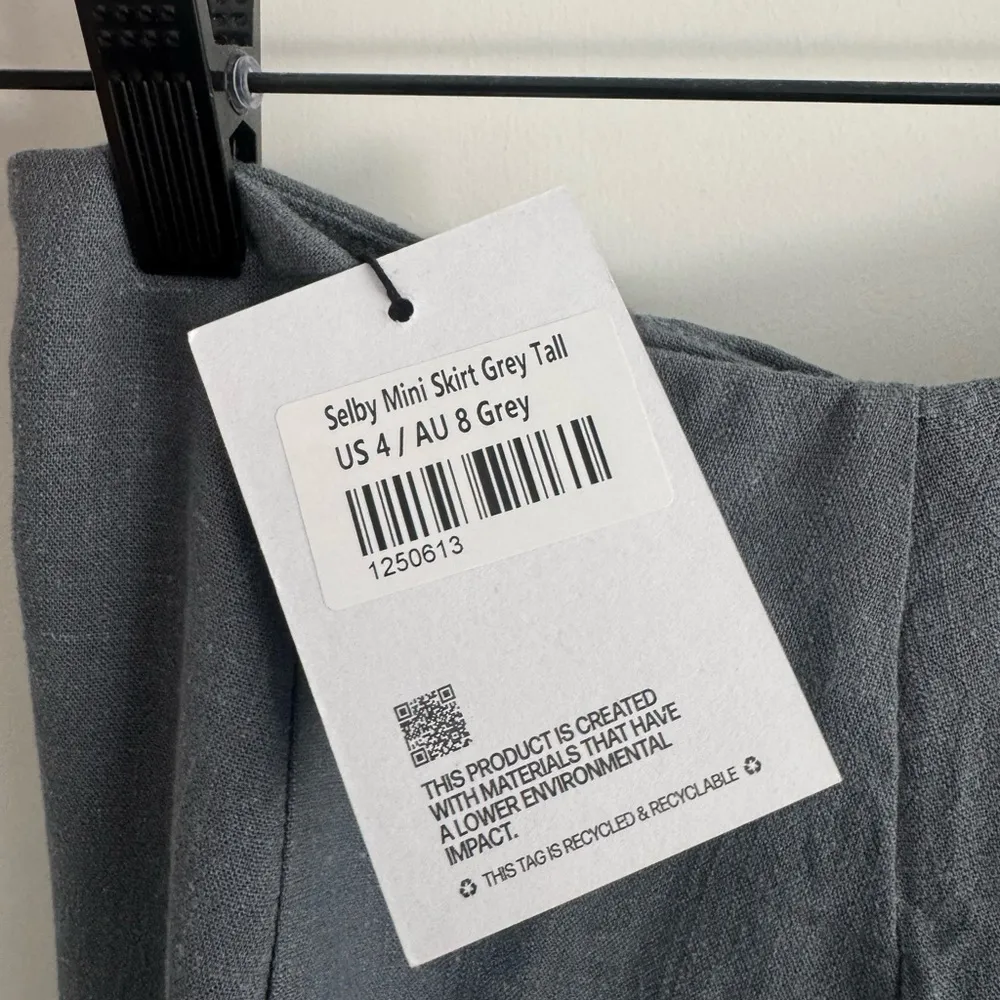 Selby Mini Skirt Grey Tall
US 4 / AU 8 Grey
1250613
THIS PRODUCT IS CREATED
WITH MATERIALS THAT HAVE
A LOWER ENVIRONMENTAL
IMPACT.
THIS TAG IS RECYCLED & RECYCLABLE